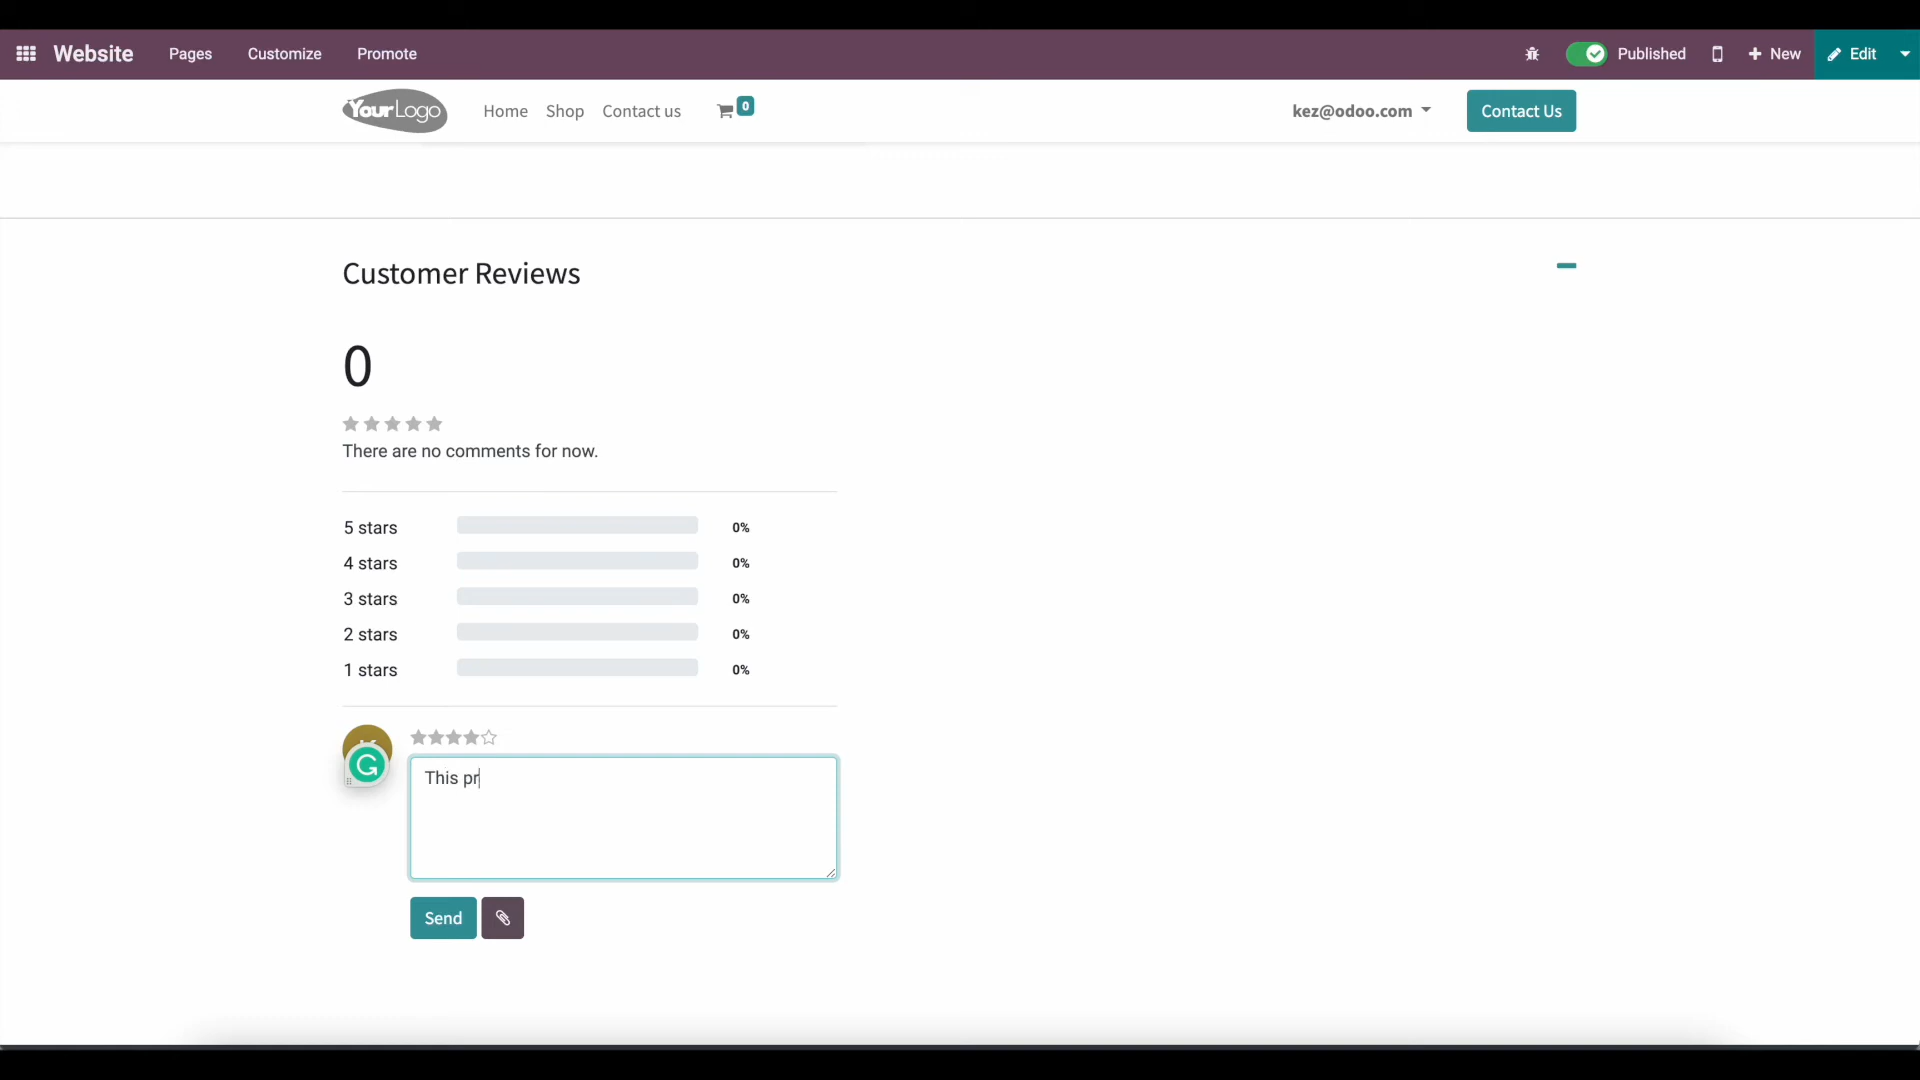 Website Pages Customize Promote Published New Edit
YourLogo Home Shop Contact us 0 kez@odoo.com Contact Us
Customer Reviews
0
There are no comments for now.
5 stars 0%
4 stars 0%
3 stars 0%
2 stars 0%
1 stars 0%
G
This pr
Send